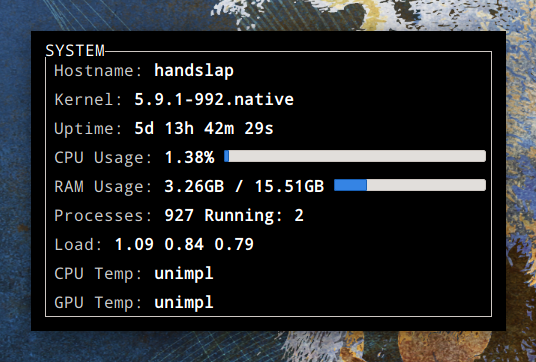 SYSTEM
Hostname: handslap
Kernel: 5.9.1-992.native
Uptime: 5d 13h 42m 29s
CPU Usage: 1.38%
RAM Usage: 3.26GB / 15.51GB
Processes: 927 Running: 2
Load: 1.09 0.84 0.79
CPU Temp: unimpl
GPU Temp: unimpl